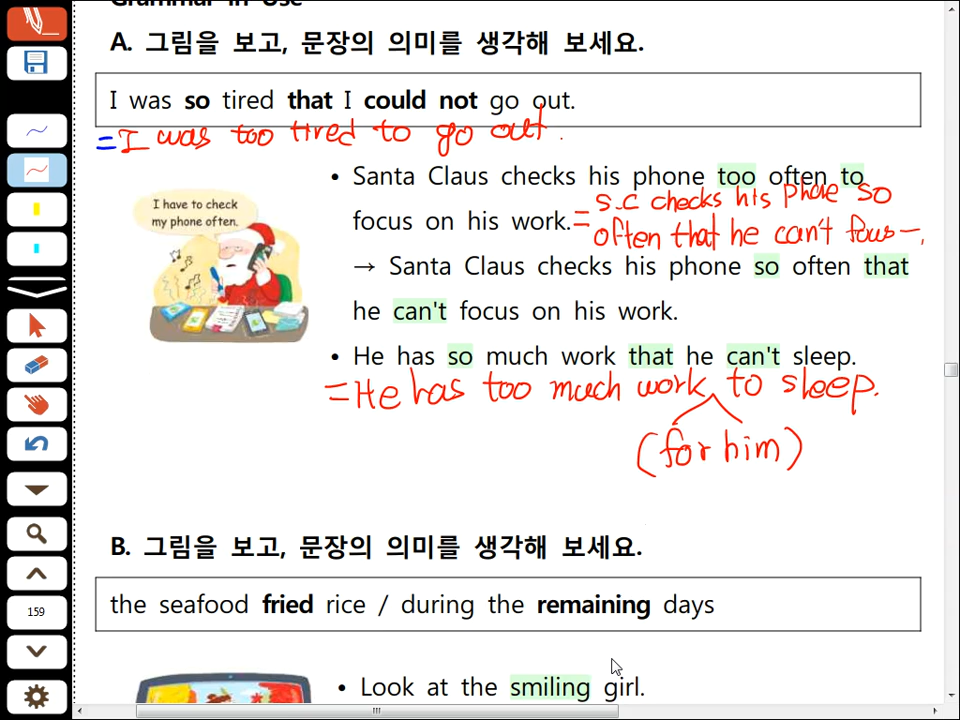 Grammar in Use
A. 그림을 보고, 문장의 의미를 생각해 보세요.
I was so tired that I could not go out.
= I was too tired to go out.
• Santa Claus checks his phone too often to
focus on his work.
= S.C checks his phone so
often that he can't focus ~.
I have to check
my phone often.
→ Santa Claus checks his phone so often that
he can't focus on his work.
• He has so much work that he can't sleep.
= He has too much work to sleep.
(for him)
B. 그림을 보고, 문장의 의미를 생각해 보세요.
the seafood fried rice / during the remaining days
• Look at the smiling girl.
159